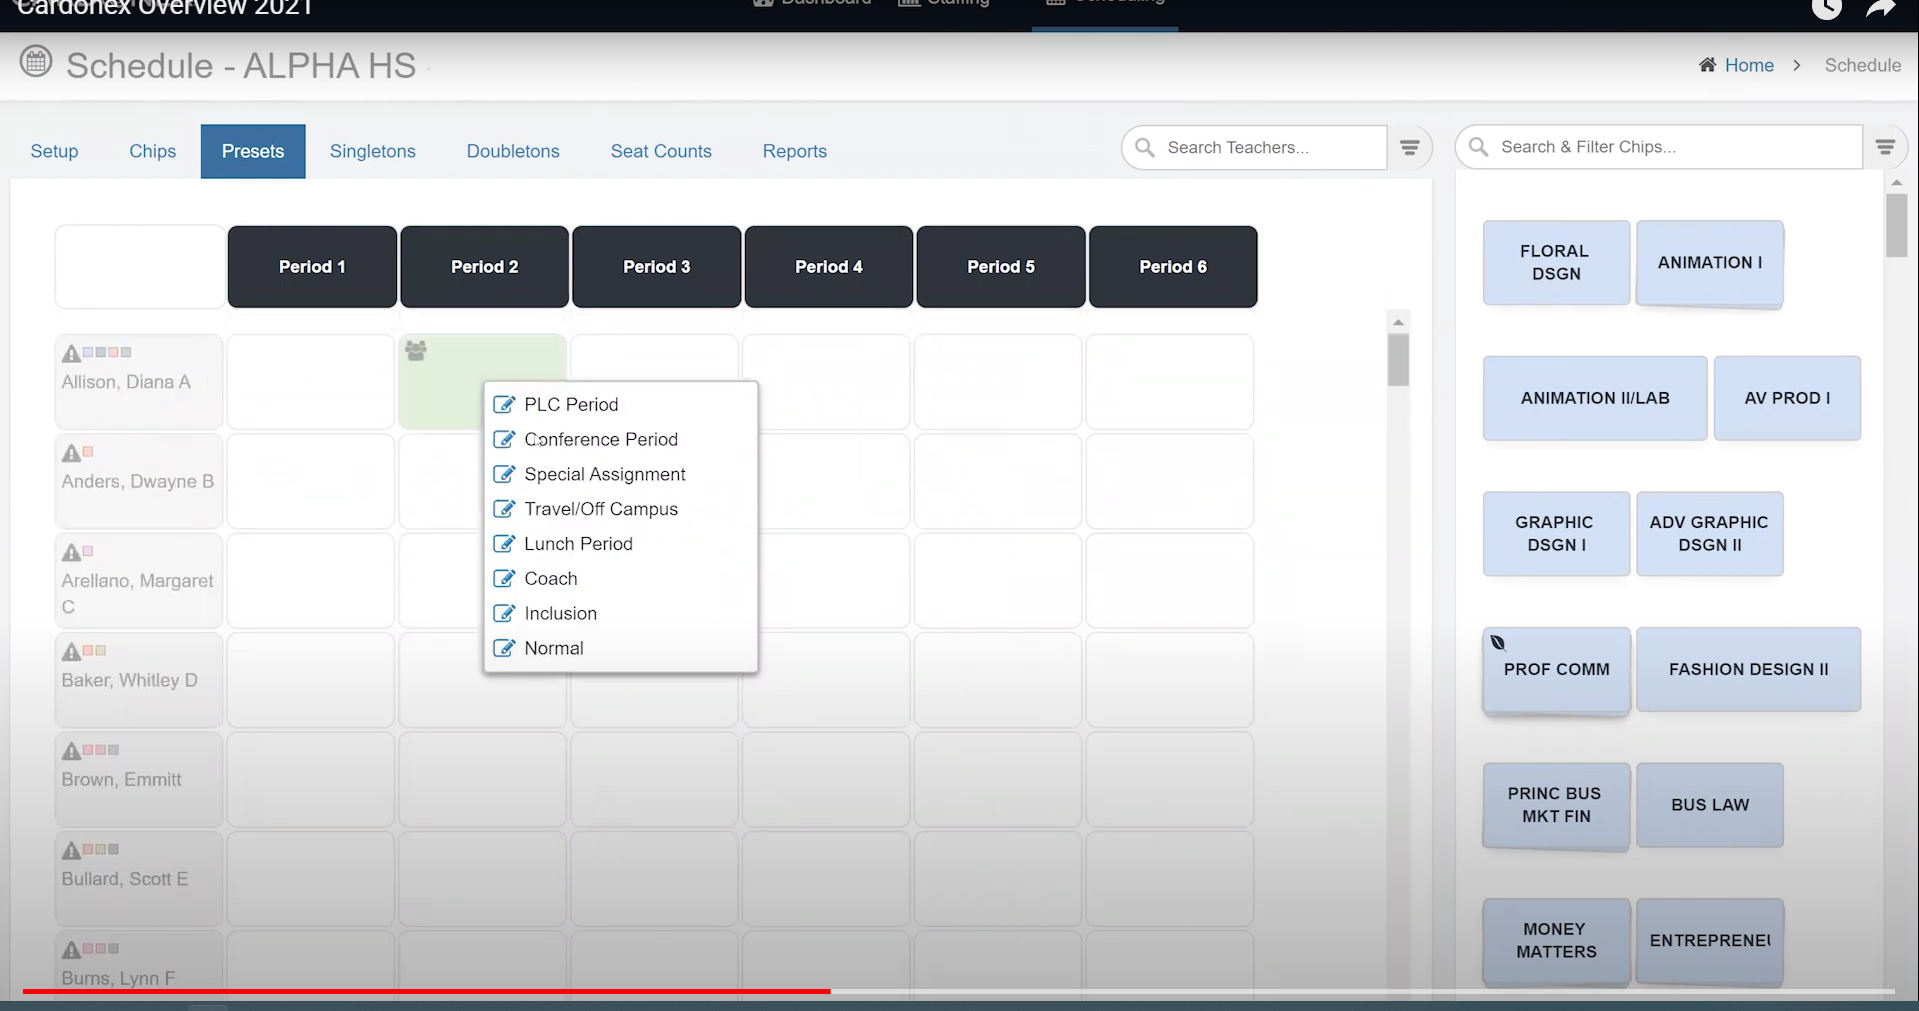 Cardonex Overview 2021
Dashboard
Staffing
Scheduling
Schedule - ALPHA HS
Home > Schedule
Setup
Chips
Presets
Singletons
Doubletons
Seat Counts
Reports
Search Teachers...
Search & Filter Chips...
Period 1
Period 2
Period 3
Period 4
Period 5
Period 6
Allison, Diana A
Anders, Dwayne B
Arellano, Margaret
C
Baker, Whitley D
Brown, Emmitt
Bullard, Scott E
Burns, Lynn F
PLC Period
Conference Period
Special Assignment
Travel/Off Campus
Lunch Period
Coach
Inclusion
Normal
FLORAL
DSGN
ANIMATION I
ANIMATION II/LAB
AV PROD I
GRAPHIC
DSGN I
ADV GRAPHIC
DSGN II
PROF COMM
FASHION DESIGN II
PRINC BUS
MKT FIN
BUS LAW
MONEY
MATTERS
ENTREPRENEU